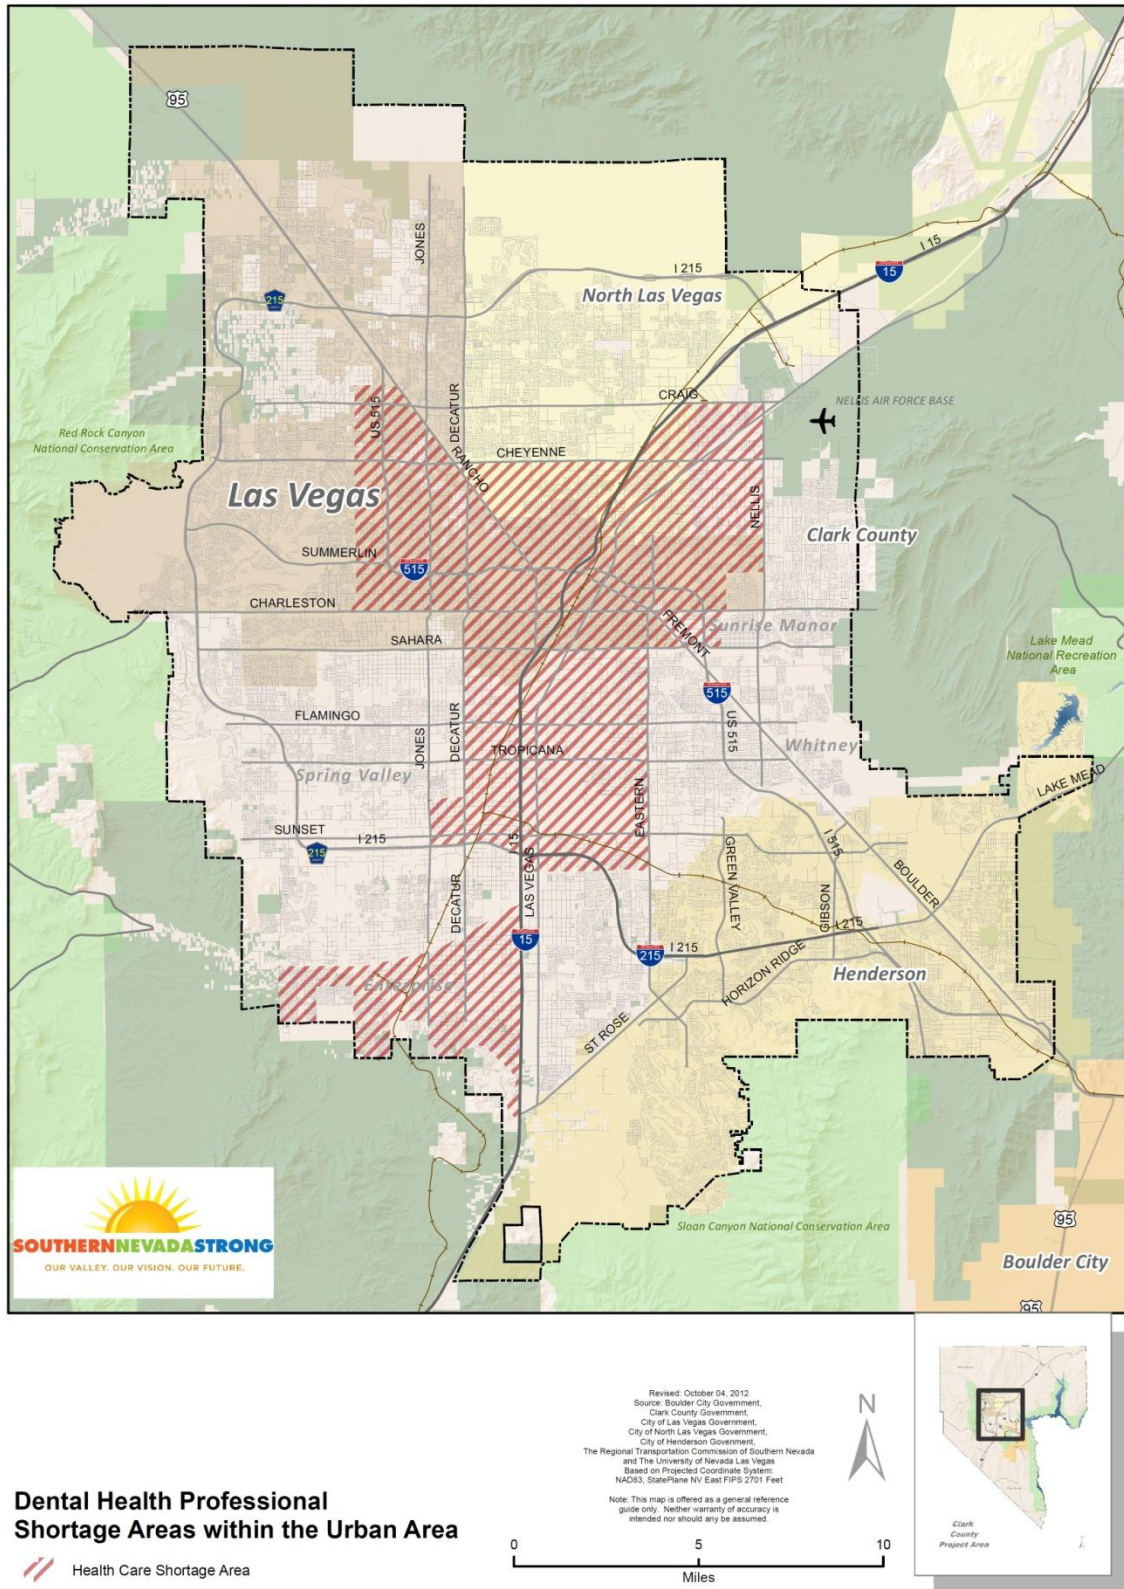 95
JONES
I 215
I 15
15
North Las Vegas
215
CRAIG
NELLIS AIR FORCE BASE
US 515
DECATUR
Red Rock Canyon
National Conservation Area
CHEYENNE
RANCHO
Las Vegas
NELLIS
Clark County
SUMMERLIN
515
CHARLESTON
FREMONT
Sunrise Manor
SAHARA
Lake Mead
National Recreation
Area
515
FLAMINGO
DECATUR
US 515
JONES
TROPICANA
Whitney
Spring Valley
LAKE MEAD
EASTERN
SUNSET
I 215
15
I 515
215
GREEN VALLEY
BOULDER
DECATUR
LAS VEGAS
GIBSON
I 215
15
I 215
215
HORIZON RIDGE
Henderson
Enterprise
ST ROSE
SOUTHERNNEVADASTRONG
OUR VALLEY. OUR VISION. OUR FUTURE.
Sloan Canyon National Conservation Area
95
Boulder City
95
Revised: October 04, 2012
Source: Boulder City Government,
Clark County Government,
City of Las Vegas Government,
City of North Las Vegas Government,
City of Henderson Government,
The Regional Transportation Commission of Southern Nevada
and The University of Nevada Las Vegas
Based on Projected Coordinate System:
NAD83, StatePlane NV East FIPS 2701 Feet
Note: This map is offered as a general reference
guide only. Neither warranty of accuracy is
intended nor should any be assumed.
N
Clark
County
Project Area
Dental Health Professional
Shortage Areas within the Urban Area
Health Care Shortage Area
0 5 10
Miles